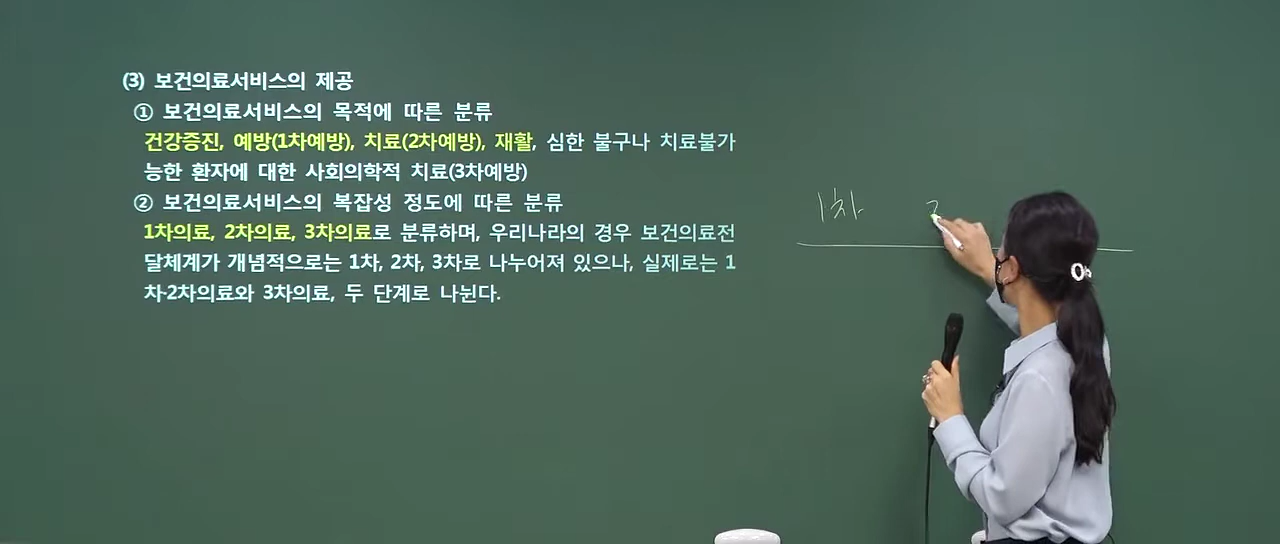 (3) 보건의료서비스의 제공
① 보건의료서비스의 목적에 따른 분류
건강증진, 예방(1차예방), 치료(2차예방), 재활, 심한 불구나 치료불가
능한 환자에 대한 사회의학적 치료(3차예방)
② 보건의료서비스의 복잡성 정도에 따른 분류
1차의료, 2차의료, 3차의료로 분류하며, 우리나라의 경우 보건의료전
달체계가 개념적으로는 1차, 2차, 3차로 나누어져 있으나, 실제로는 1
차·2차의료와 3차의료, 두 단계로 나뉜다.
1차